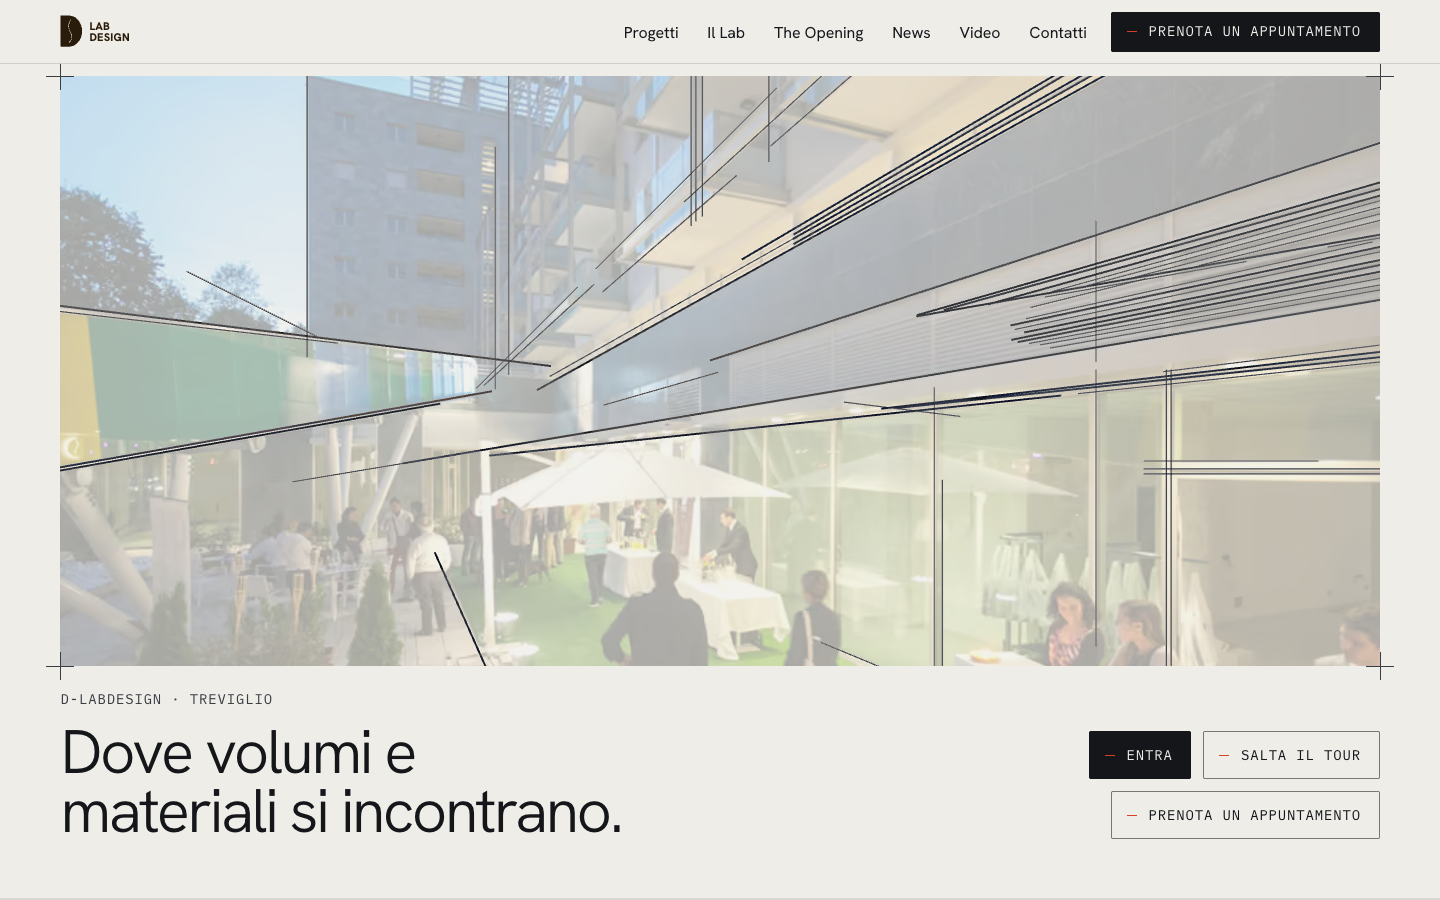 LAB
DESIGN
Progetti
Il Lab
The Opening
News
Video
Contatti
— PRENOTA UN APPUNTAMENTO
D-LABDESIGN · TREVIGLIO
Dove volumi e
materiali si incontrano.
— ENTRA
— SALTA IL TOUR
— PRENOTA UN APPUNTAMENTO